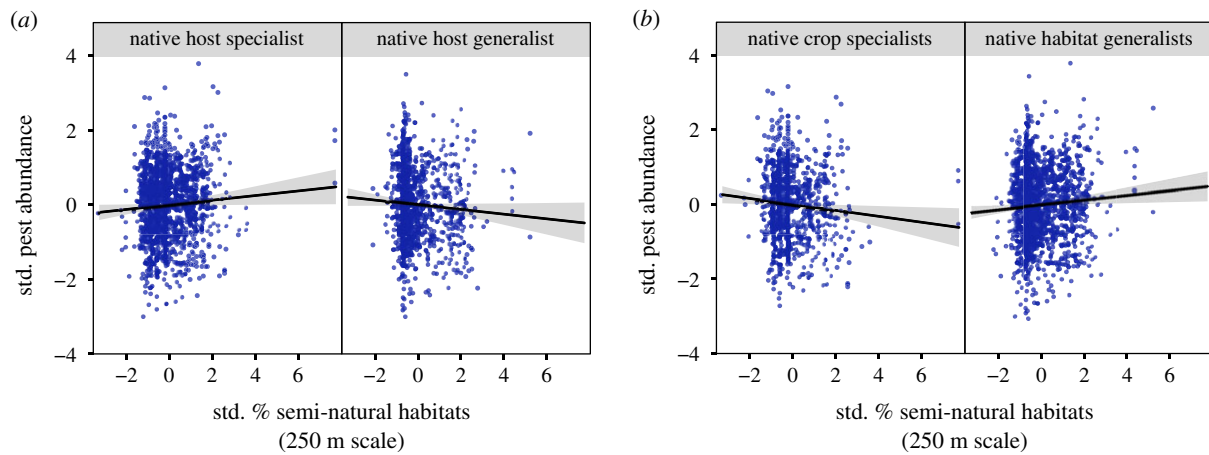 (a)
native host specialist
native host generalist
4
2
0
−2
−4
std. pest abundance
−2 0 2 4 6
−2 0 2 4 6
std. % semi-natural habitats
(250 m scale)
(b)
native crop specialists
native habitat generalists
4
2
0
−2
−4
std. pest abundance
−2 0 2 4 6
−2 0 2 4 6
std. % semi-natural habitats
(250 m scale)